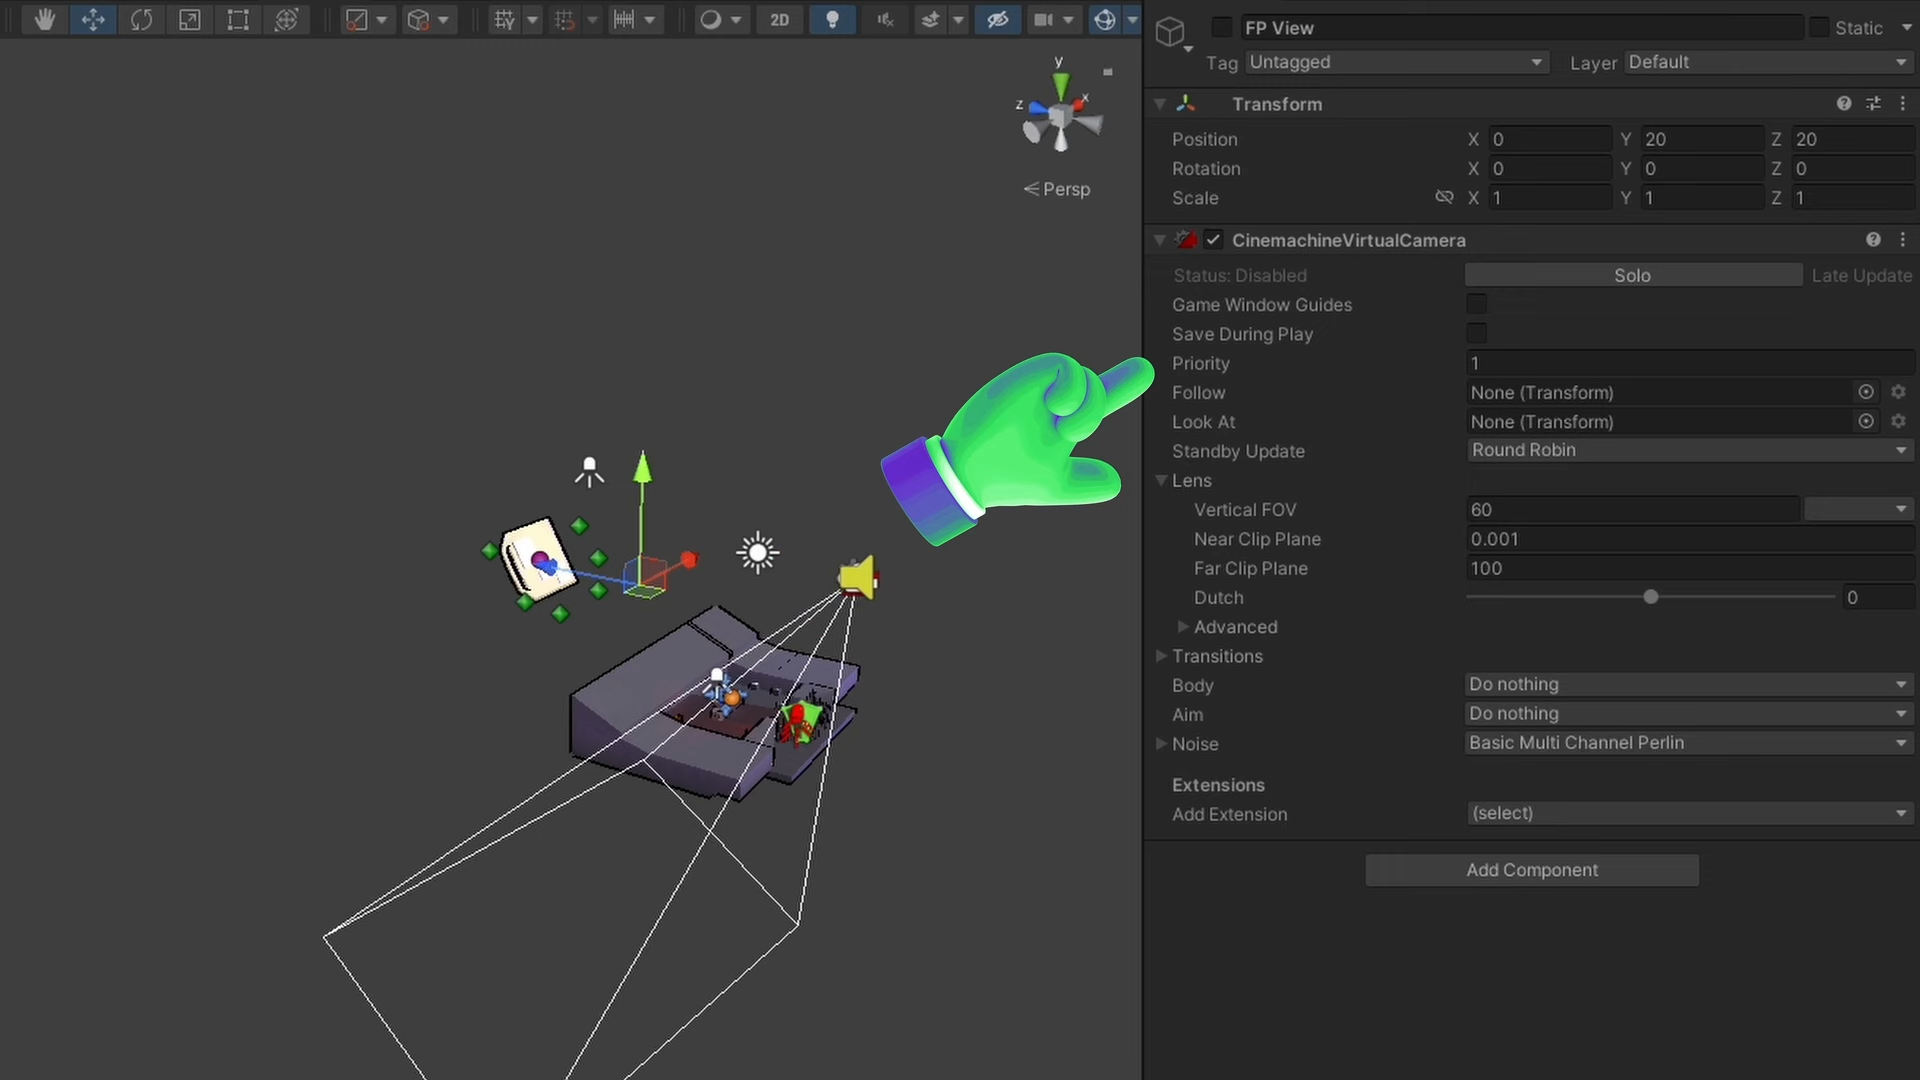 2D
FP View
Static
Tag Untagged Layer Default
y
x
z
Persp
Transform
Position X 0 Y 20 Z 20
Rotation X 0 Y 0 Z 0
Scale X 1 Y 1 Z 1
CinemachineVirtualCamera
Status: Disabled Solo Late Update
Game Window Guides
Save During Play
Priority 1
Follow None (Transform)
Look At None (Transform)
Standby Update Round Robin
Lens
Vertical FOV 60
Near Clip Plane 0.001
Far Clip Plane 100
Dutch 0
Advanced
Transitions
Body Do nothing
Aim Do nothing
Noise Basic Multi Channel Perlin
Extensions
Add Extension (select)
Add Component